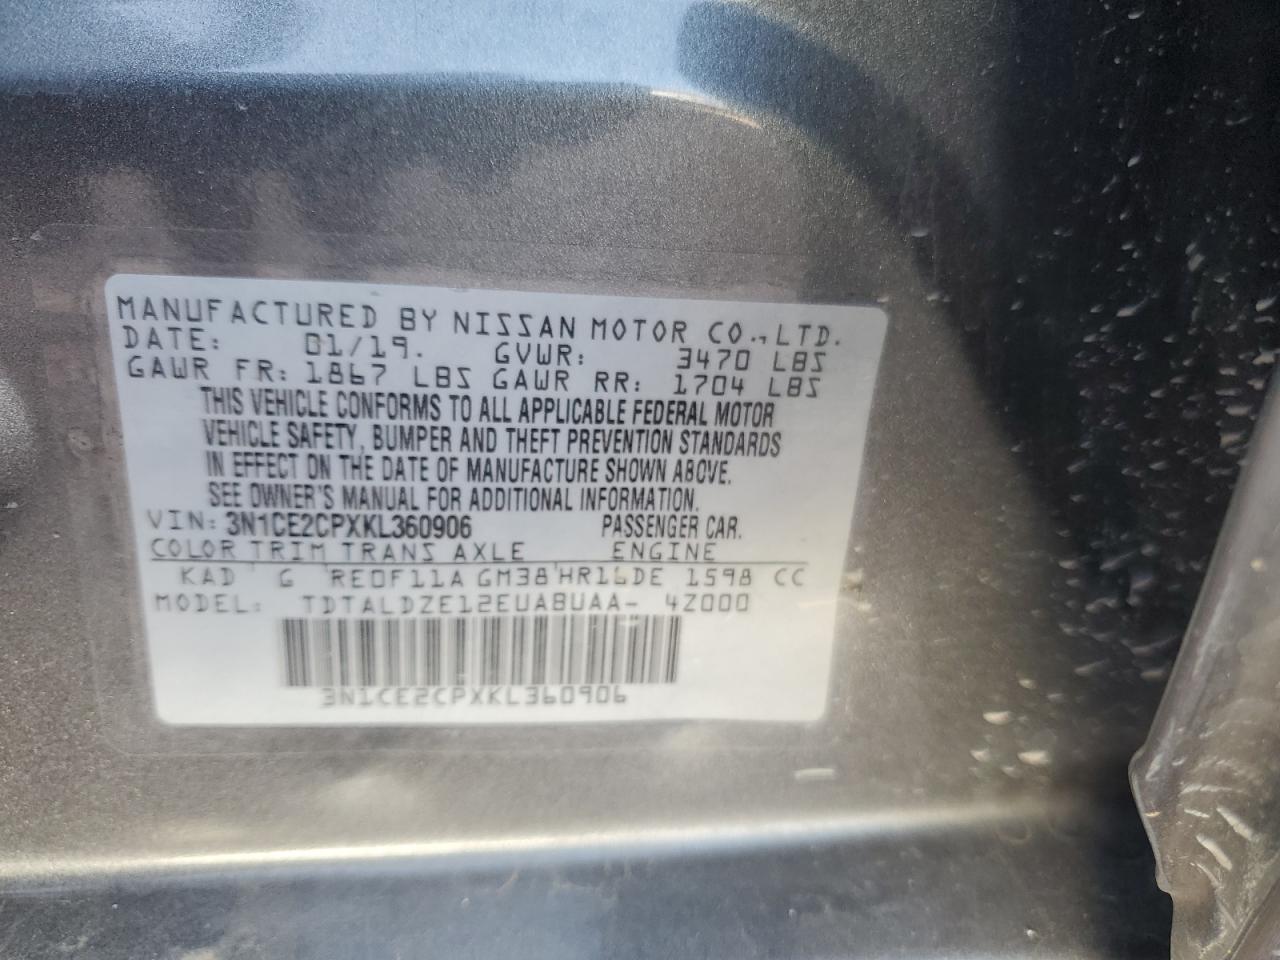 MANUFACTURED BY NISSAN MOTOR CO., LTD.
DATE: 01/19. GVWR: 3470 LBS
GAWR FR: 1867 LBS GAWR RR: 1704 LBS
THIS VEHICLE CONFORMS TO ALL APPLICABLE FEDERAL MOTOR
VEHICLE SAFETY, BUMPER AND THEFT PREVENTION STANDARDS
IN EFFECT ON THE DATE OF MANUFACTURE SHOWN ABOVE.
SEE OWNER'S MANUAL FOR ADDITIONAL INFORMATION.
VIN: 3N1CE2CPXKL360906 PASSENGER CAR.
COLOR TRIM TRANS AXLE ENGINE
KAD G RE0F11A GM38 HR16DE 1598 CC
MODEL: TDTALDZE12EUABUAA- 4Z000
3N1CE2CPXKL360906